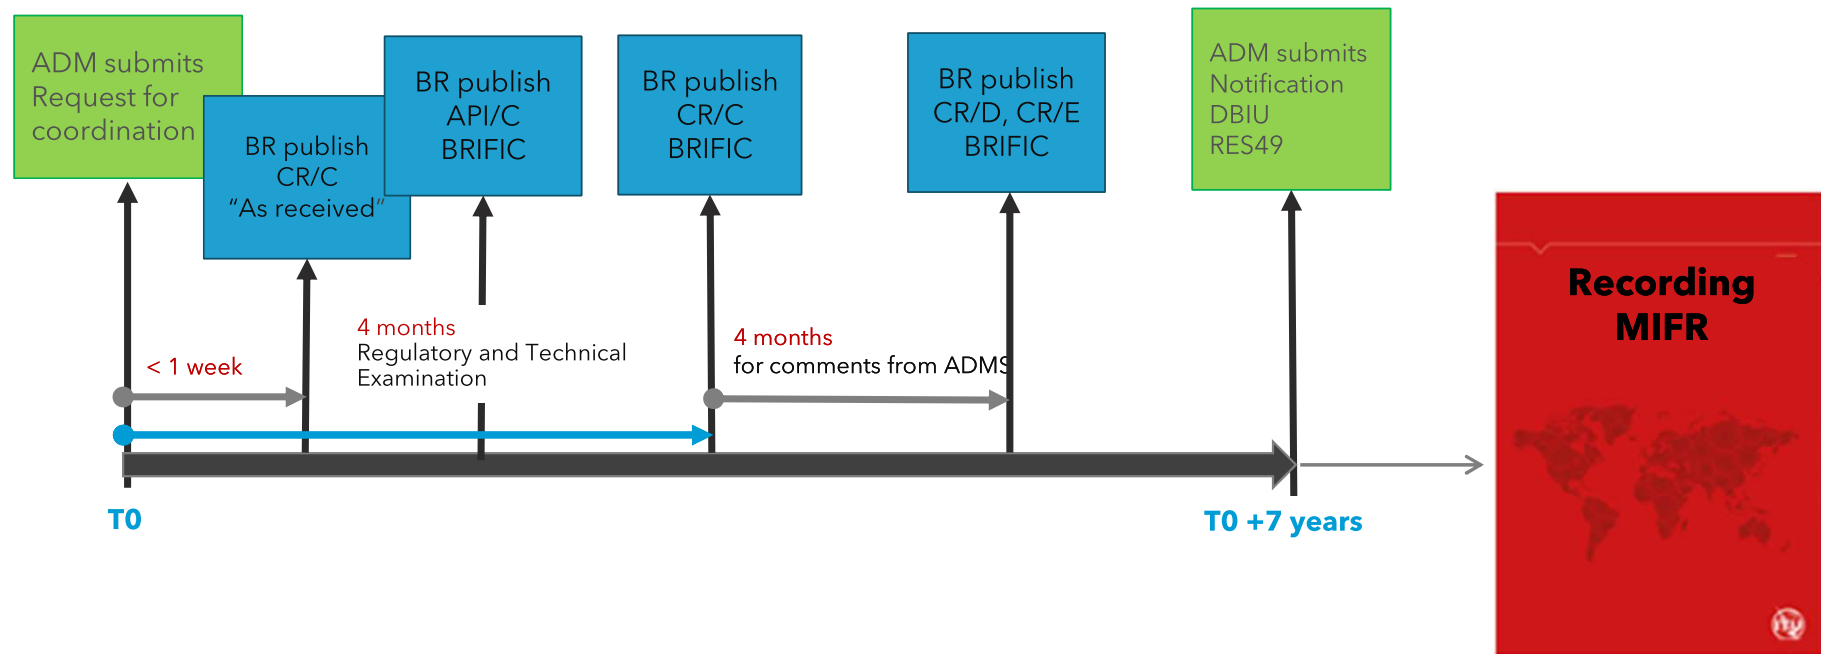 ADM submits
Request for
coordination
BR publish
CR/C
“As received”
BR publish
API/C
BRIFIC
BR publish
CR/C
BRIFIC
BR publish
CR/D, CR/E
BRIFIC
ADM submits
Notification
DBIU
RES49
< 1 week
4 months
Regulatory and Technical
Examination
4 months
for comments from ADMS
T0
T0 +7 years
Recording
MIFR
ITU